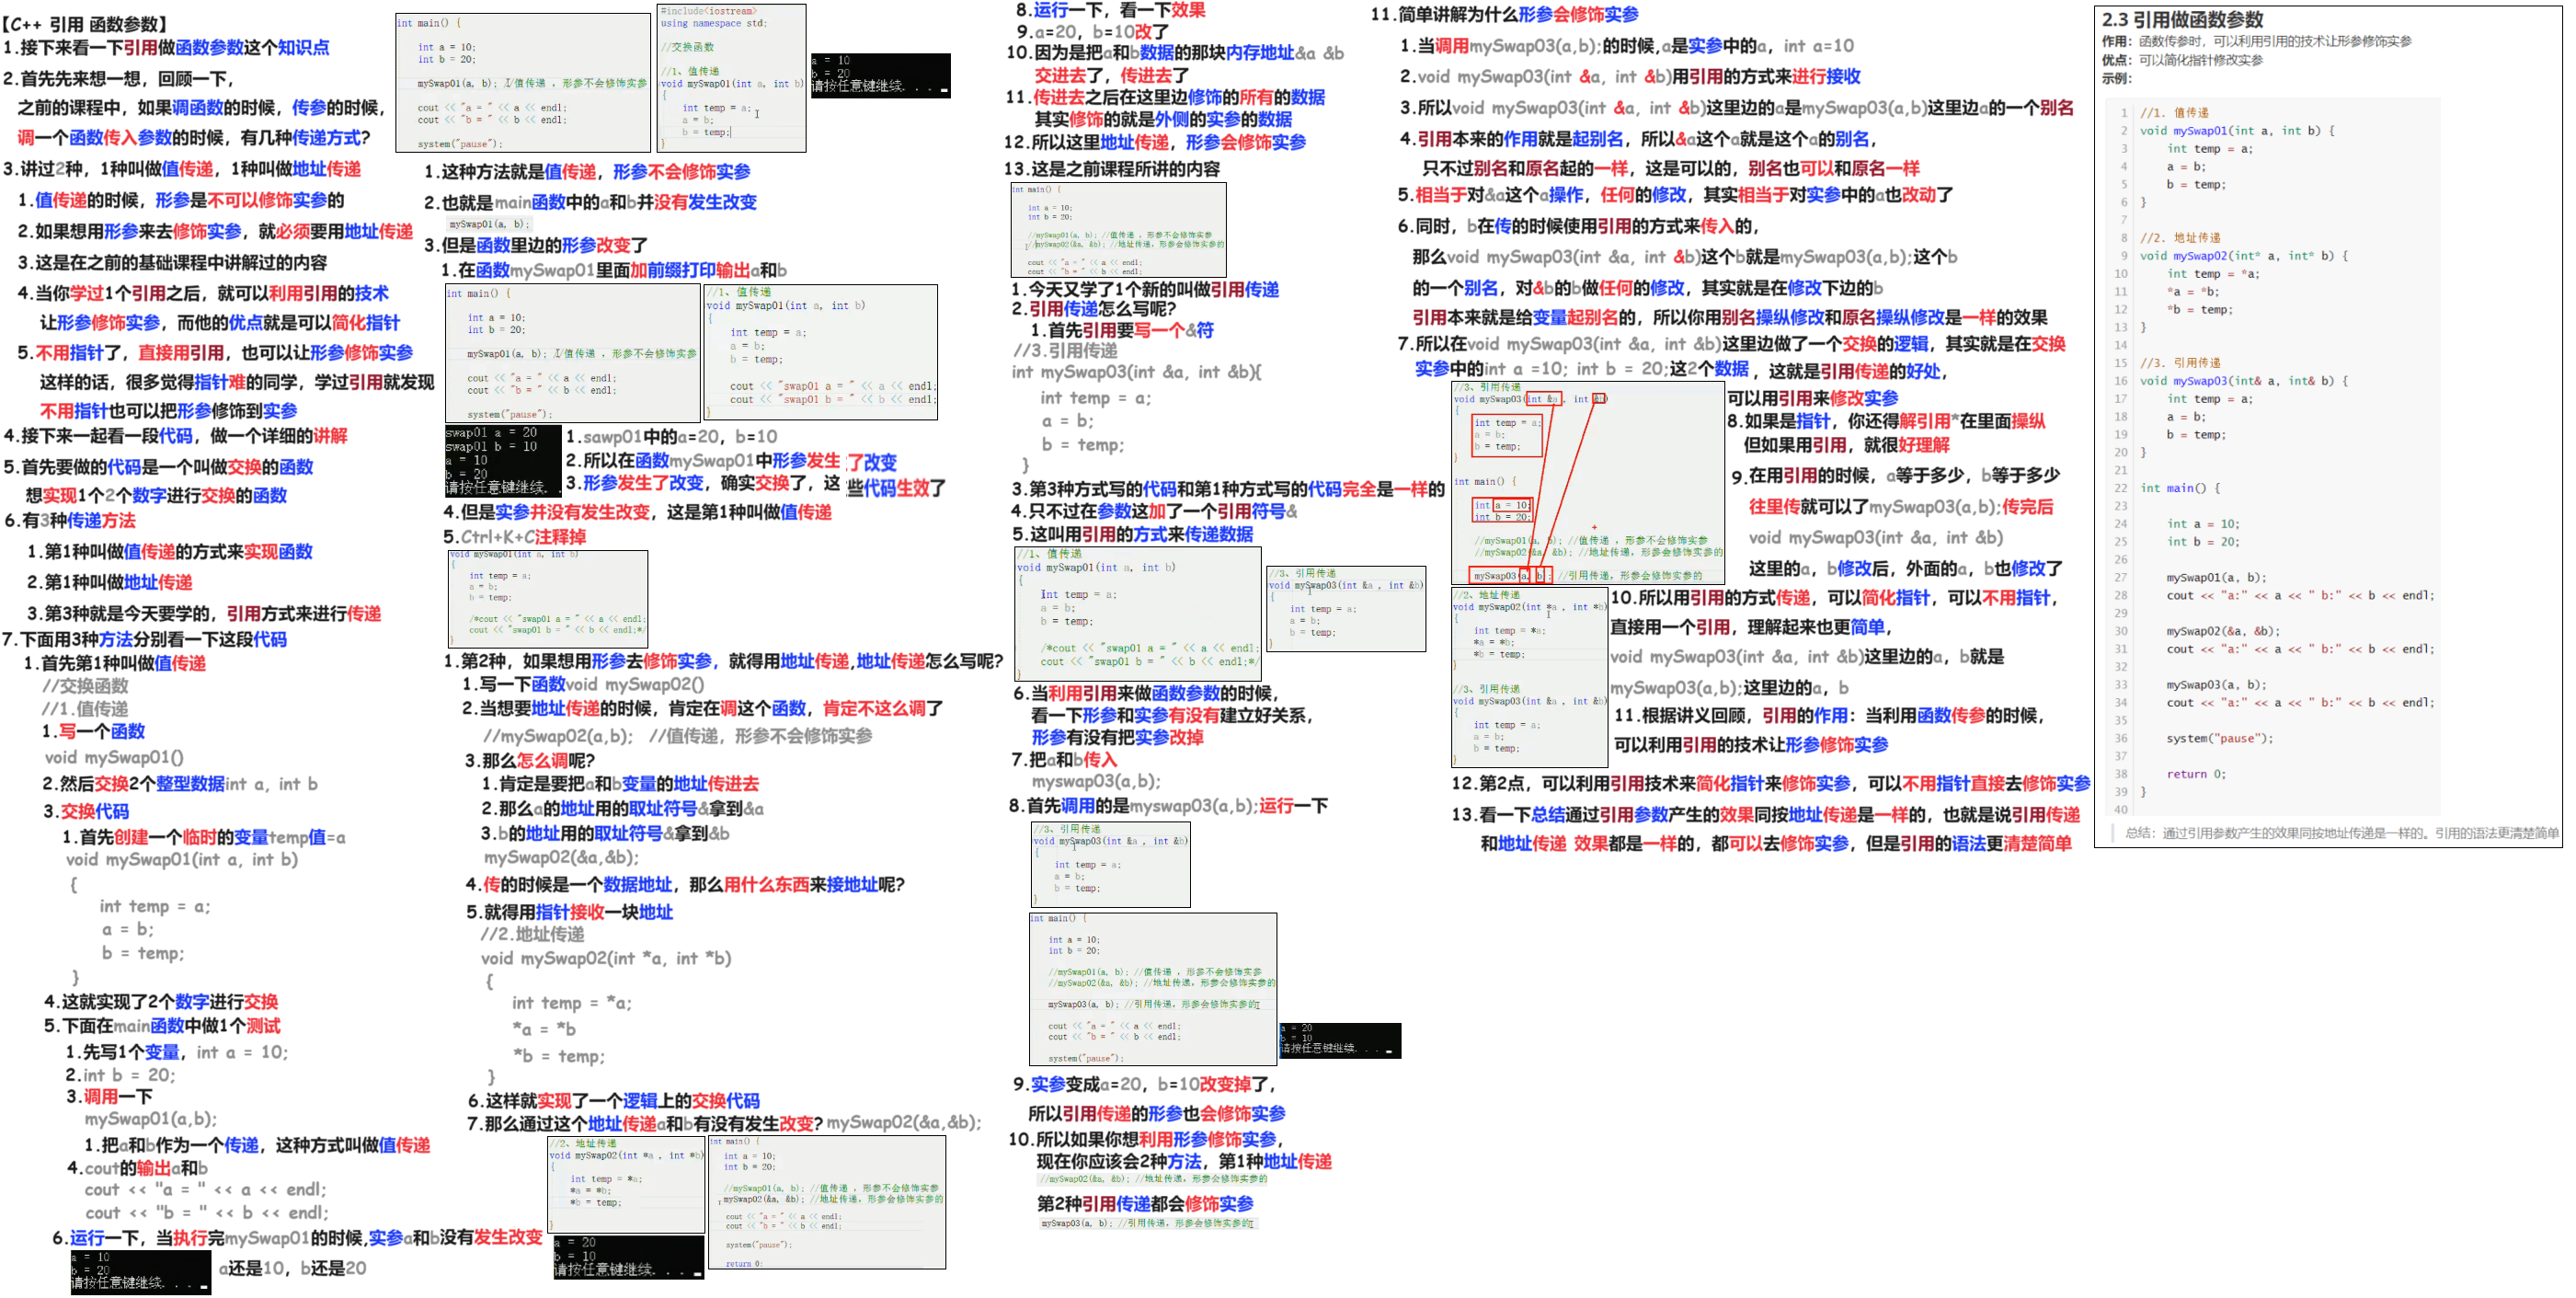 【C++ 引用 函数参数】
1.接下来看一下引用做函数参数这个知识点
2.首先先来想一想，回顾一下，
之前的课程中，如果调函数的时候，传参的时候，
调一个函数传入参数的时候，有几种传递方式?
3.讲过2种，1种叫做值传递，1种叫做地址传递
1.值传递的时候，形参是不可以修饰实参的
2.如果想用形参来去修饰实参，就必须要用地址传递
3.这是在之前的基础课程中讲解过的内容
4.当你学过1个引用之后，就可以利用引用的技术
让形参修饰实参，而他的优点就是可以简化指针
5.不用指针了，直接用引用，也可以让形参修饰实参
这样的话，很多觉得指针难的同学，学过引用就发现
不用指针也可以把形参修饰到实参
4.接下来一起看一段代码，做一个详细的讲解
5.首先要做的代码是一个叫做交换的函数
想实现1个2个数字进行交换的函数
6.有3种传递方法
1.第1种叫做值传递的方式来实现函数
2.第1种叫做地址传递
3.第3种就是今天要学的，引用方式来进行传递
7.下面用3种方法分别看一下这段代码
1.首先第1种叫做值传递
//交换函数
//1.值传递
1.写一个函数
void mySwap01()
2.然后交换2个整型数据int a, int b
3.交换代码
1.首先创建一个临时的变量temp值=a
void mySwap01(int a, int b)
{
int temp = a;
a = b;
b = temp;
}
4.这就实现了2个数字进行交换
5.下面在main函数中做1个测试
1.先写1个变量，int a = 10;
2.int b = 20;
3.调用一下
mySwap01(a,b);
1.把a和b作为一个传递，这种方式叫做值传递
4.cout的输出a和b
cout << "a = " << a << endl;
cout << "b = " << b << endl;
6.运行一下，当执行完mySwap01的时候,实参a和b没有发生改变
a = 10
b = 20
请按任意键继续. . .
a还是10，b还是20
int main() {
int a = 10;
int b = 20;
mySwap01(a, b); //值传递 ，形参不会修饰实参
cout << "a = " << a << endl;
cout << "b = " << b << endl;
system("pause");
#include<iostream>
using namespace std;
//交换函数
//1、值传递
void mySwap01(int a, int b)
{
int temp = a;
a = b;
b = temp;
}
a = 10
b = 20
请按任意键继续. . .
1.这种方法就是值传递，形参不会修饰实参
2.也就是main函数中的a和b并没有发生改变
mySwap01(a, b);
3.但是函数里边的形参改变了
1.在函数mySwap01里面加前缀打印输出a和b
int main() {
int a = 10;
int b = 20;
mySwap01(a, b); //值传递 ，形参不会修饰实参
cout << "a = " << a << endl;
cout << "b = " << b << endl;
system("pause");
//1、值传递
void mySwap01(int a, int b)
{
int temp = a;
a = b;
b = temp;
cout << "swap01 a = " << a << endl;
cout << "swap01 b = " << b << endl;
}
swap01 a = 20
swap01 b = 10
a = 10
b = 20
请按任意键继续. .
1.sawp01中的a=20，b=10
2.所以在函数mySwap01中形参发生了改变
3.形参发生了改变，确实交换了，这些代码生效了
4.但是实参并没有发生改变，这是第1种叫做值传递
5.Ctrl+K+C注释掉
void mySwap01(int a, int b)
{
int temp = a;
a = b;
b = temp;
/*cout << "swap01 a = " << a << endl;
cout << "swap01 b = " << b << endl;*/
}
1.第2种，如果想用形参去修饰实参，就得用地址传递,地址传递怎么写呢?
1.写一下函数void mySwap02()
2.当想要地址传递的时候，肯定在调这个函数，肯定不这么调了
//mySwap02(a,b);  //值传递，形参不会修饰实参
3.那么怎么调呢?
1.肯定是要把a和b变量的地址传进去
2.那么a的地址用的取址符号&拿到&a
3.b的地址用的取址符号&拿到&b
mySwap02(&a,&b);
4.传的时候是一个数据地址，那么用什么东西来接地址呢?
5.就得用指针接收一块地址
//2.地址传递
void mySwap02(int *a, int *b)
{
int temp = *a;
*a = *b
*b = temp;
}
6.这样就实现了一个逻辑上的交换代码
7.那么通过这个地址传递a和b有没有发生改变? mySwap02(&a,&b);
//2、地址传递
void mySwap02(int *a , int *b)
{
int temp = *a;
*a = *b;
*b = temp;
}
a = 20
b = 10
请按任意键继续. . .
int main() {
int a = 10;
int b = 20;
//mySwap01(a, b); //值传递 ，形参不会修饰实参
mySwap02(&a, &b); //地址传递，形参会修饰实参的
cout << "a = " << a << endl;
cout << "b = " << b << endl;
system("pause");
return 0;
8.运行一下，看一下效果
9.a=20，b=10改了
10.因为是把a和b数据的那块内存地址&a &b
交进去了，传进去了
11.传进去之后在这里边修饰的所有的数据
其实修饰的就是外侧的实参的数据
12.所以这里地址传递，形参会修饰实参
13.这是之前课程所讲的内容
int main() {
int a = 10;
int b = 20;
//mySwap01(a, b); //值传递 ，形参不会修饰实参
//mySwap02(&a, &b); //地址传递，形参会修饰实参的
cout << "a = " << a << endl;
cout << "b = " << b << endl;
1.今天又学了1个新的叫做引用传递
2.引用传递怎么写呢?
1.首先引用要写一个&符
//3.引用传递
int mySwap03(int &a, int &b){
int temp = a;
a = b;
b = temp;
}
3.第3种方式写的代码和第1种方式写的代码完全是一样的
4.只不过在参数这加了一个引用符号&
5.这叫用引用的方式来传递数据
//1、值传递
void mySwap01(int a, int b)
{
int temp = a;
a = b;
b = temp;
/*cout << "swap01 a = " << a << endl;
cout << "swap01 b = " << b << endl;*/
}
//3、引用传递
void mySwap03(int &a , int &b)
{
int temp = a;
a = b;
b = temp;
}
6.当利用引用来做函数参数的时候，
看一下形参和实参有没有建立好关系，
形参有没有把实参改掉
7.把a和b传入
myswap03(a,b);
8.首先调用的是myswap03(a,b);运行一下
//3、引用传递
void mySwap03(int &a , int &b)
{
int temp = a;
a = b;
b = temp;
}
int main() {
int a = 10;
int b = 20;
//mySwap01(a, b); //值传递 ，形参不会修饰实参
//mySwap02(&a, &b); //地址传递，形参会修饰实参的
mySwap03(a, b); //引用传递，形参会修饰实参的
cout << "a = " << a << endl;
cout << "b = " << b << endl;
system("pause");
a = 20
b = 10
请按任意键继续. . .
9.实参变成a=20，b=10改变掉了，
所以引用传递的形参也会修饰实参
10.所以如果你想利用形参修饰实参，
现在你应该会2种方法，第1种地址传递
//mySwap02(&a, &b); //地址传递，形参会修饰实参的
第2种引用传递都会修饰实参
mySwap03(a, b); //引用传递，形参会修饰实参的
11.简单讲解为什么形参会修饰实参
1.当调用mySwap03(a,b);的时候,a是实参中的a，int a=10
2.void mySwap03(int &a, int &b)用引用的方式来进行接收
3.所以void mySwap03(int &a, int &b)这里边的a是mySwap03(a,b)这里边a的一个别名
4.引用本来的作用就是起别名，所以&a这个a就是这个a的别名，
只不过别名和原名起的一样，这是可以的，别名也可以和原名一样
5.相当于对&a这个a操作，任何的修改，其实相当于对实参中的a也改动了
6.同时，b在传的时候使用引用的方式来传入的，
那么void mySwap03(int &a, int &b)这个b就是mySwap03(a,b);这个b
的一个别名，对&b的b做任何的修改，其实就是在修改下边的b
引用本来就是给变量起别名的，所以你用别名操纵修改和原名操纵修改是一样的效果
7.所以在void mySwap03(int &a, int &b)这里边做了一个交换的逻辑，其实就是在交换
实参中的int a =10; int b = 20;这2个数据 ，这就是引用传递的好处，
可以用引用来修改实参
//3、引用传递
void mySwap03(int &a , int &b)
{
int temp = a;
a = b;
b = temp;
}
int main() {
int a = 10;
int b = 20;
//mySwap01(a, b); //值传递 ，形参不会修饰实参
//mySwap02(&a, &b); //地址传递，形参会修饰实参的
mySwap03(a, b); //引用传递，形参会修饰实参的
8.如果是指针，你还得解引用*在里面操纵
但如果用引用，就很好理解
9.在用引用的时候，a等于多少，b等于多少
往里传就可以了mySwap03(a,b);传完后
void mySwap03(int &a, int &b)
这里的a，b修改后，外面的a，b也修改了
//2、地址传递
void mySwap02(int *a , int *b)
{
int temp = *a;
*a = *b;
*b = temp;
}
//3、引用传递
void mySwap03(int &a , int &b)
{
int temp = a;
a = b;
b = temp;
}
10.所以用引用的方式传递，可以简化指针，可以不用指针，
直接用一个引用，理解起来也更简单，
void mySwap03(int &a, int &b)这里边的a，b就是
mySwap03(a,b);这里边的a，b
11.根据讲义回顾，引用的作用：当利用函数传参的时候，
可以利用引用的技术让形参修饰实参
12.第2点，可以利用引用技术来简化指针来修饰实参，可以不用指针直接去修饰实参
13.看一下总结通过引用参数产生的效果同按地址传递是一样的，也就是说引用传递
和地址传递 效果都是一样的，都可以去修饰实参，但是引用的语法更清楚简单
2.3 引用做函数参数
作用：函数传参时，可以利用引用的技术让形参修饰实参
优点：可以简化指针修改实参
示例：
1 //1. 值传递
2 void mySwap01(int a, int b) {
3 int temp = a;
4 a = b;
5 b = temp;
6 }
7
8 //2. 地址传递
9 void mySwap02(int* a, int* b) {
10 int temp = *a;
11 *a = *b;
12 *b = temp;
13 }
14
15 //3. 引用传递
16 void mySwap03(int& a, int& b) {
17 int temp = a;
18 a = b;
19 b = temp;
20 }
21
22 int main() {
23
24 int a = 10;
25 int b = 20;
26
27 mySwap01(a, b);
28 cout << "a:" << a << " b:" << b << endl;
29
30 mySwap02(&a, &b);
31 cout << "a:" << a << " b:" << b << endl;
32
33 mySwap03(a, b);
34 cout << "a:" << a << " b:" << b << endl;
35
36 system("pause");
37
38 return 0;
39 }
40
总结：通过引用参数产生的效果同按地址传递是一样的。引用的语法更清楚简单